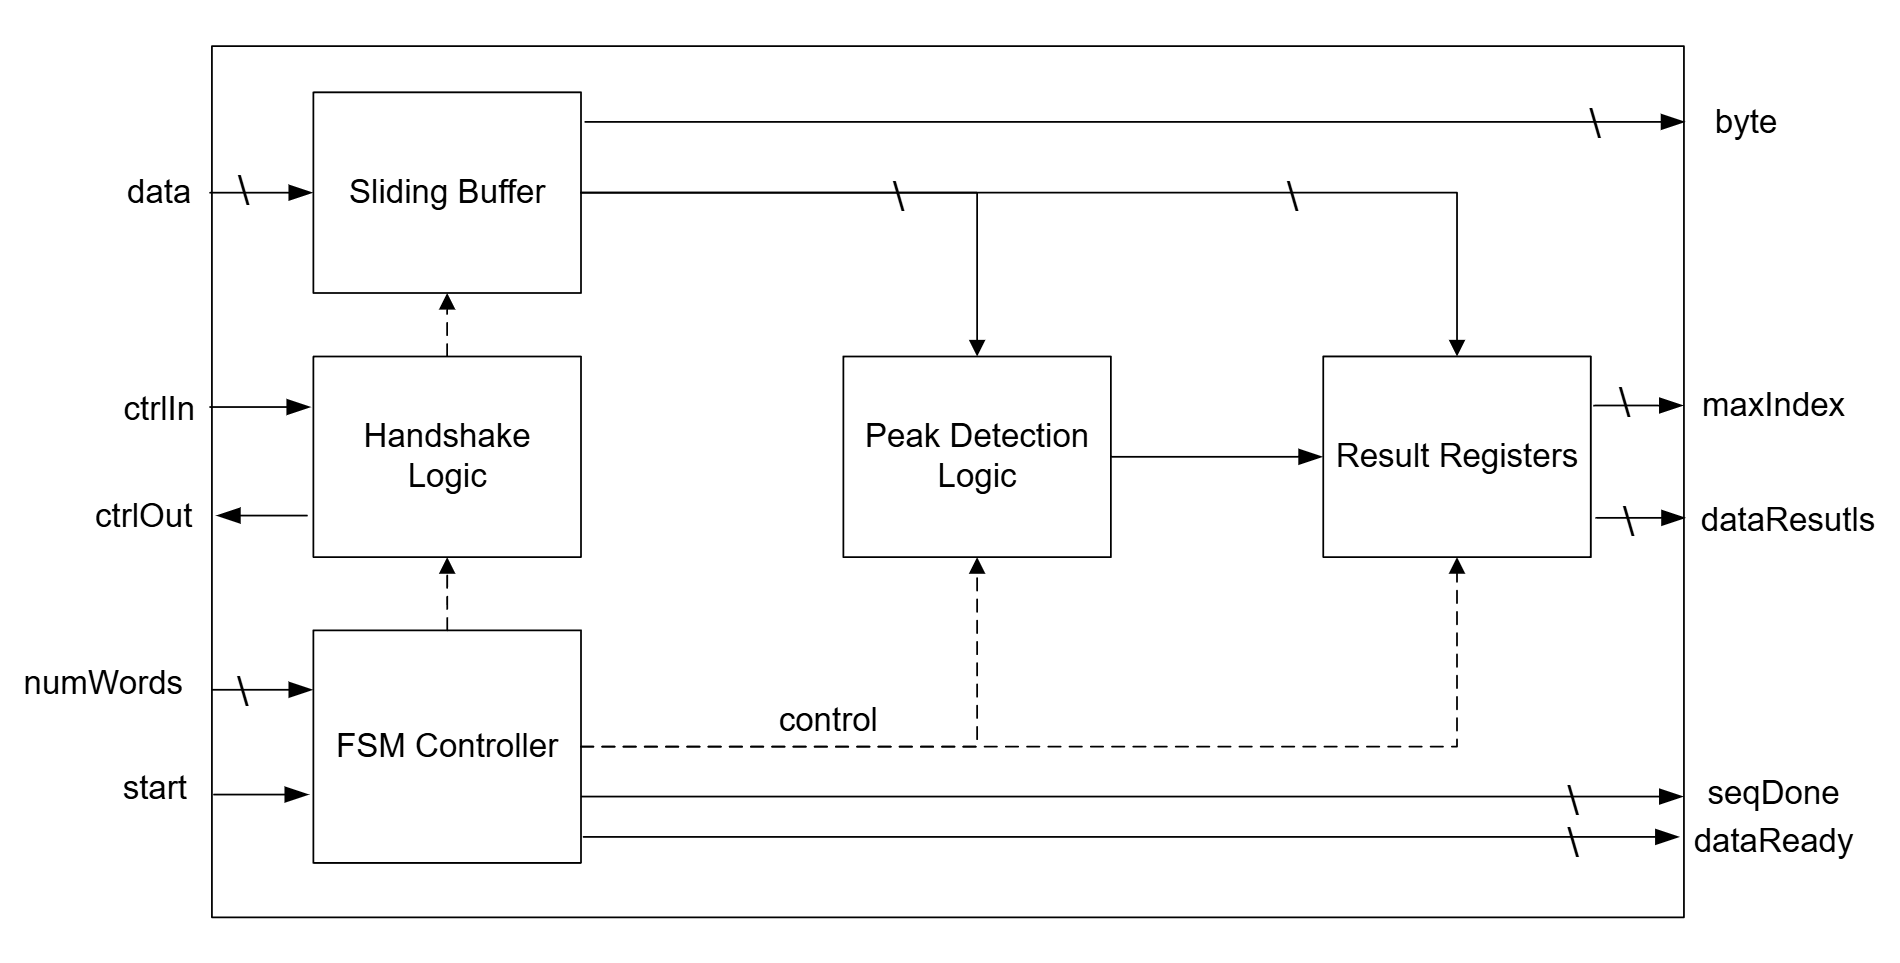 byte
data
Sliding Buffer
ctrlIn
maxIndex
Handshake
Logic
Peak Detection
Logic
Result Registers
ctrlOut
dataResutls
numWords
control
FSM Controller
start
seqDone
dataReady